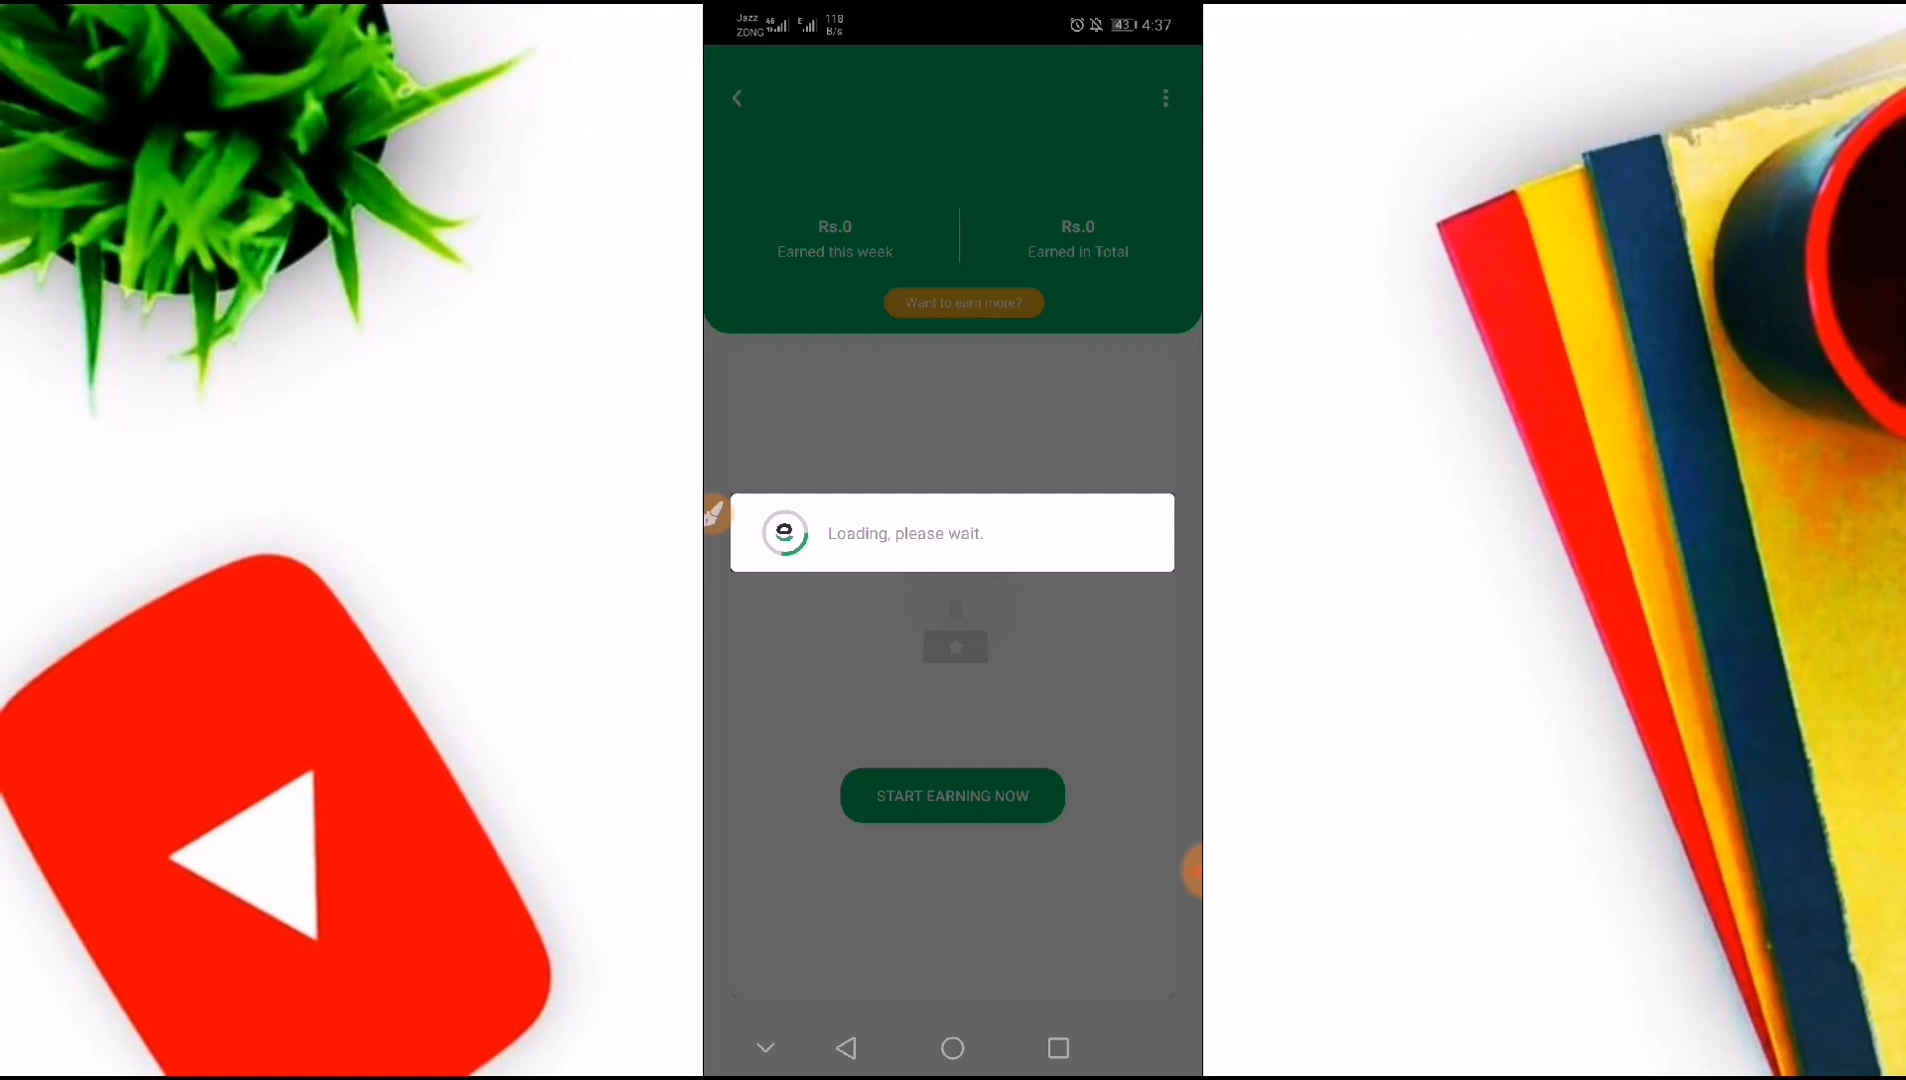 Jazz
ZONG
4G
E
118
B/s
43
4:37
Rs.0
Earned this week
Rs.0
Earned in Total
Want to earn more?
e
Loading, please wait.
START EARNING NOW